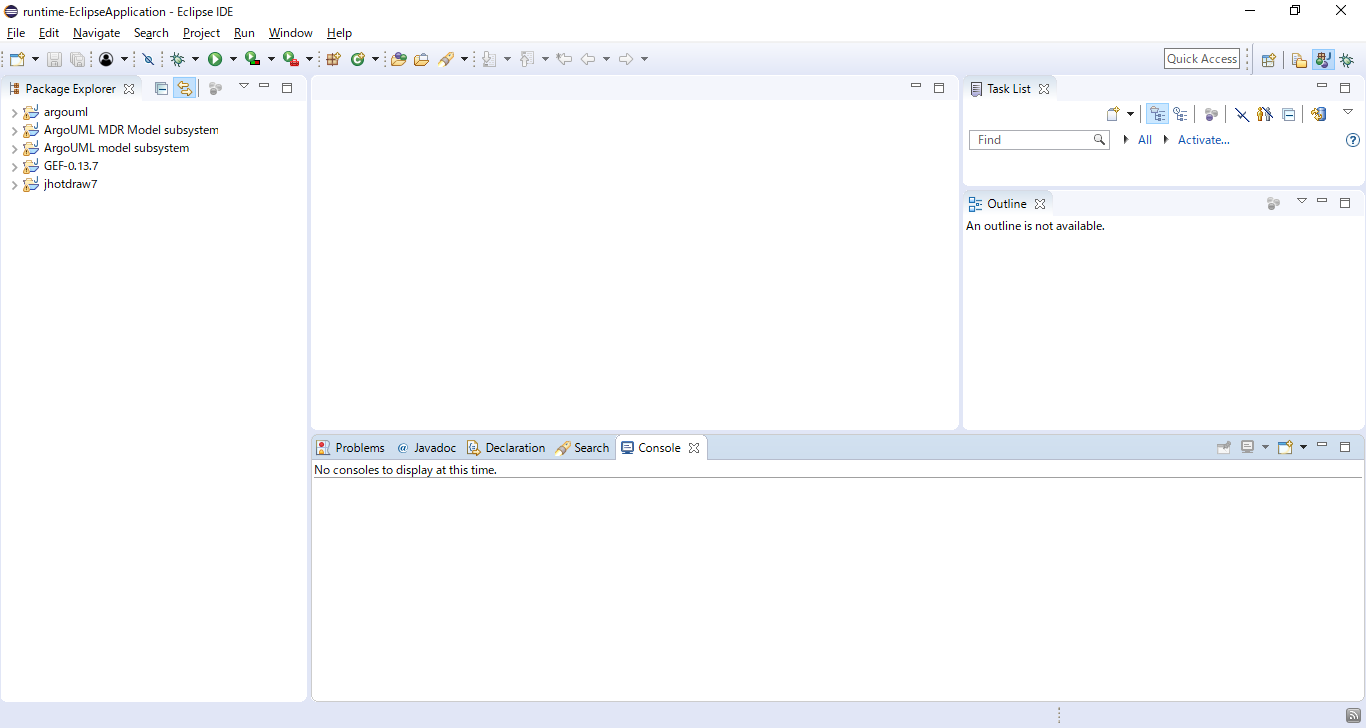 runtime-EclipseApplication - Eclipse IDE
File Edit Navigate Search Project Run Window Help
Quick Access
Package Explorer
argouml
ArgoUML MDR Model subsystem
ArgoUML model subsystem
GEF-0.13.7
jhotdraw7
Task List
Find All Activate...
Outline
An outline is not available.
Problems @ Javadoc Declaration Search Console
No consoles to display at this time.